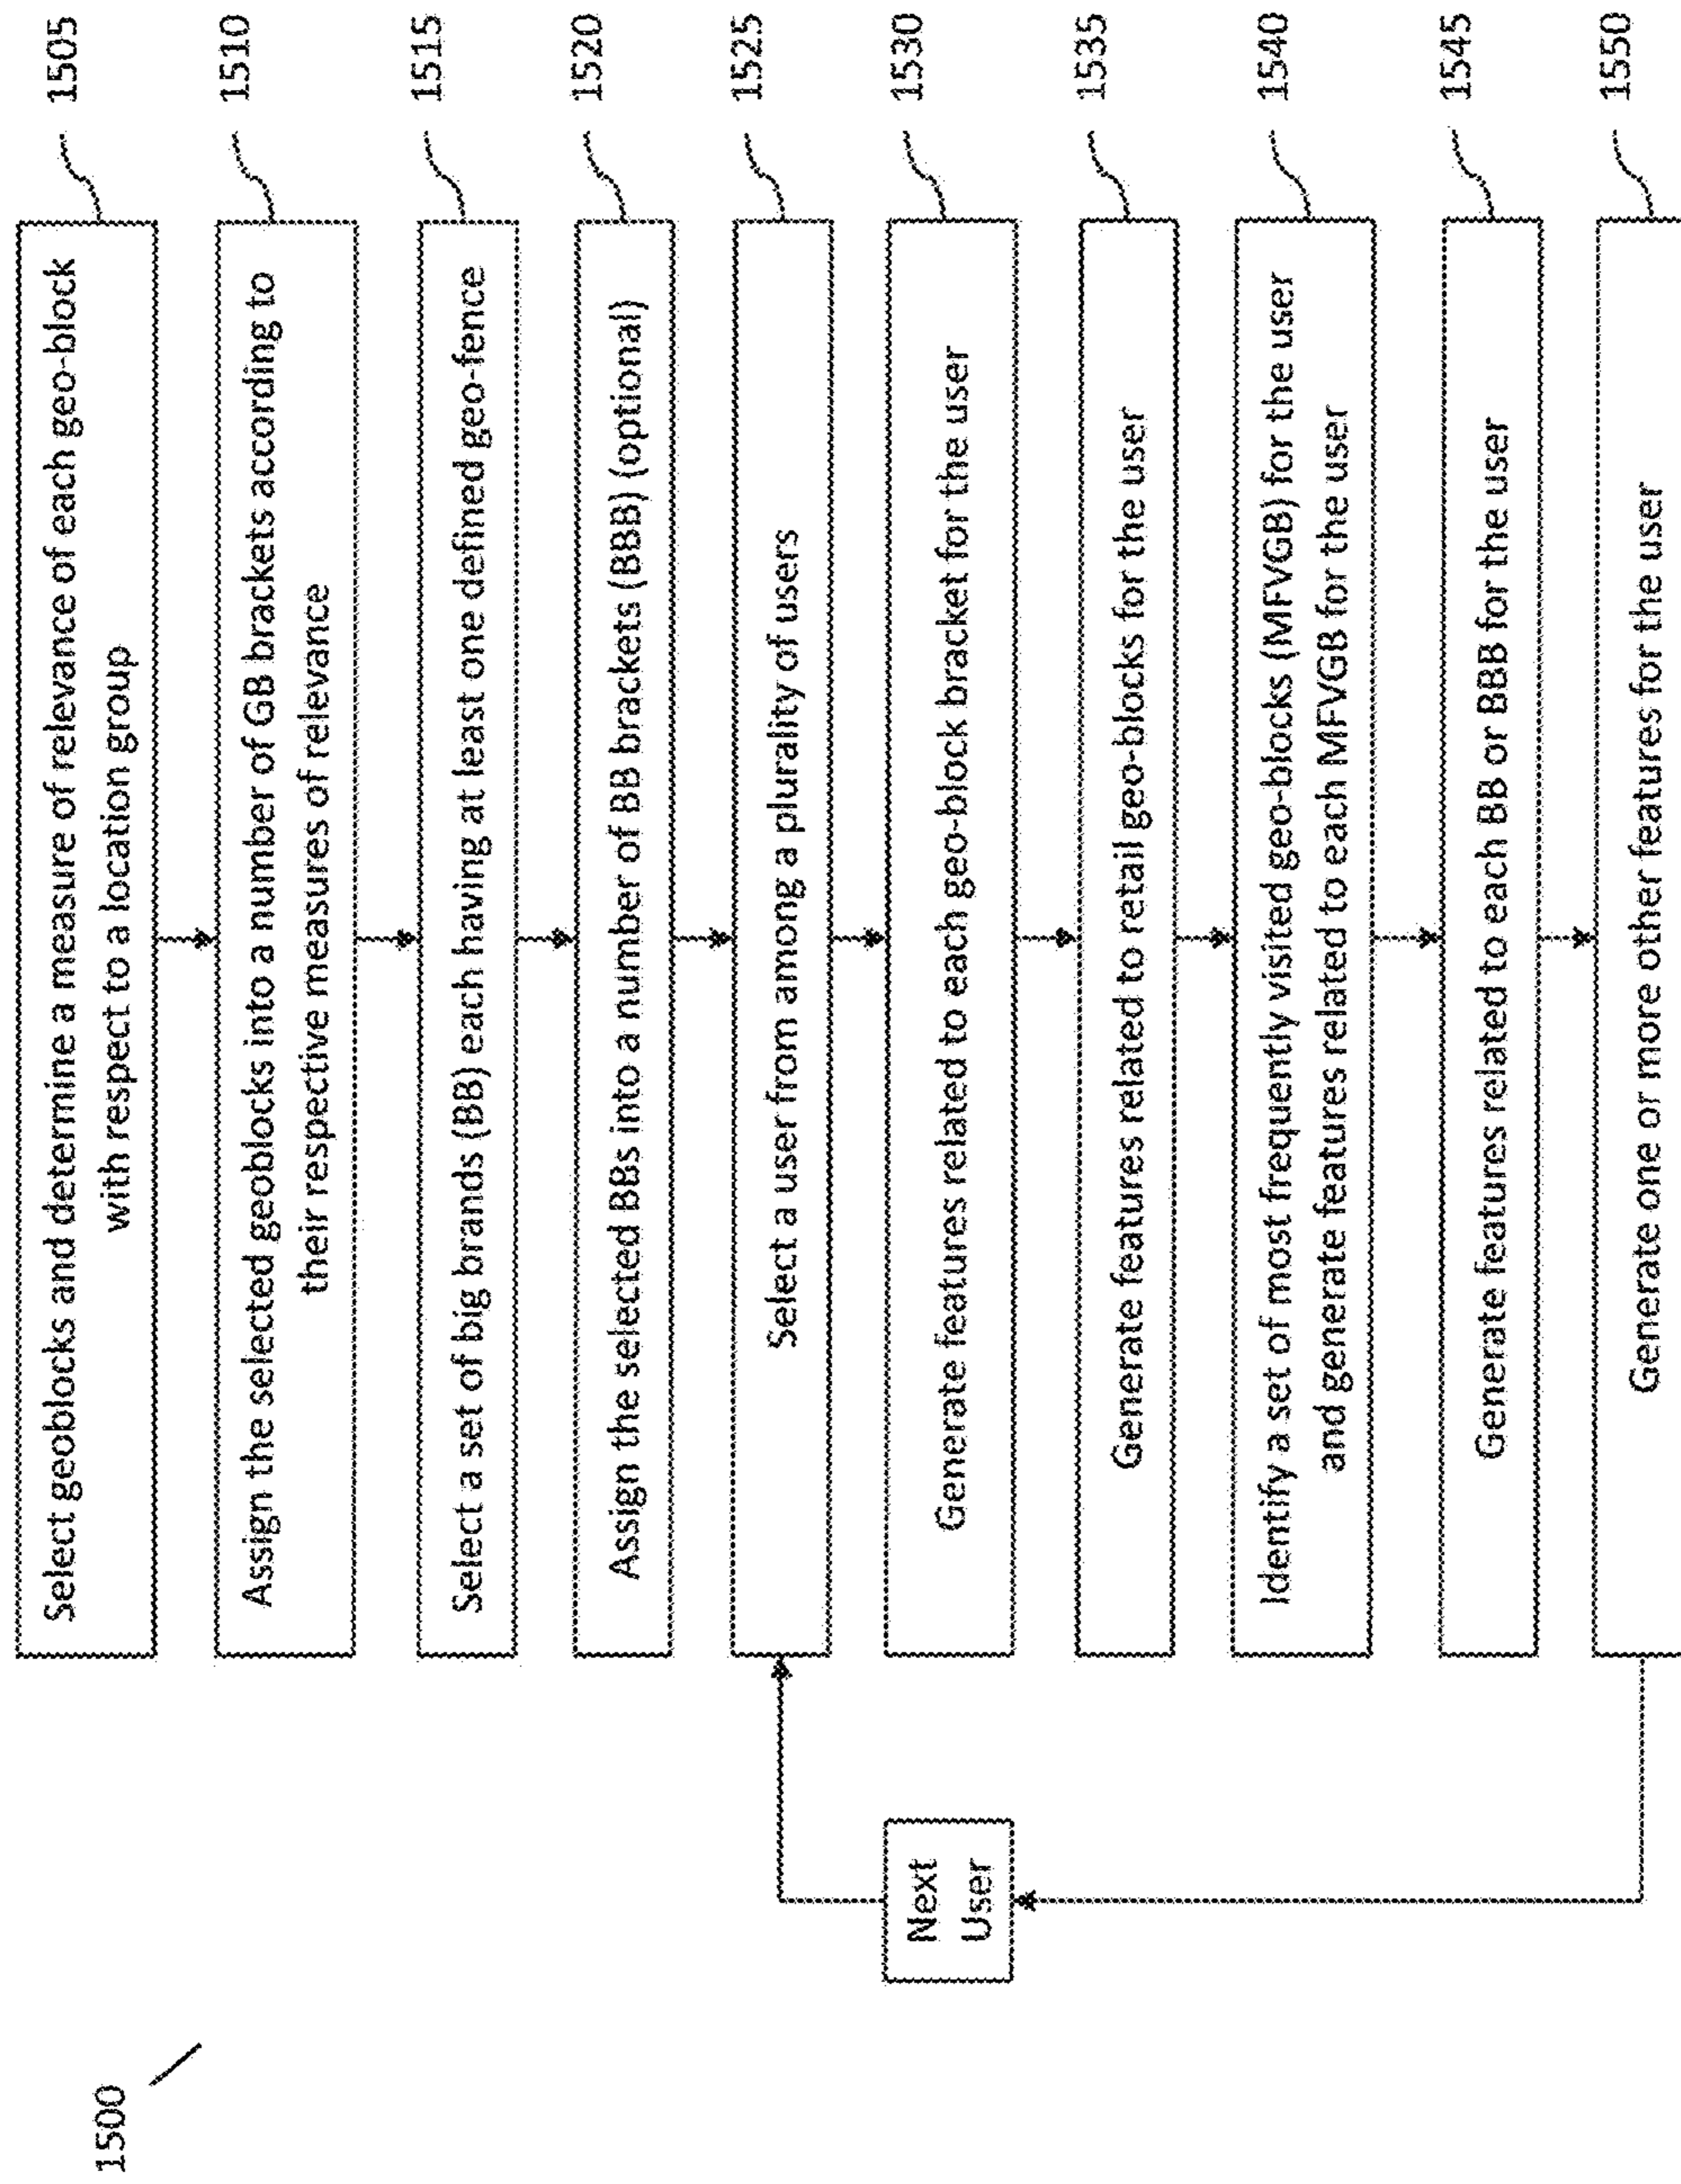 1500
Select geoblocks and determine a measure of relevance of each geo-block
with respect to a location group
1505
Assign the selected geoblocks into a number of GB brackets according to
their respective measures of relevance
1510
Select a set of big brands (BB) each having at least one defined geo-fence
1515
Assign the selected BBs into a number of BB brackets (BBB) (optional)
1520
Select a user from among a plurality of users
1525
Generate features related to each geo-block bracket for the user
1530
Generate features related to retail geo-blocks for the user
1535
Identify a set of most frequently visited geo-blocks (MFVGB) for the user
and generate features related to each MFVGB for the user
1540
Generate features related to each BB or BBB for the user
1545
Generate one or more other features for the user
1550
Next
User